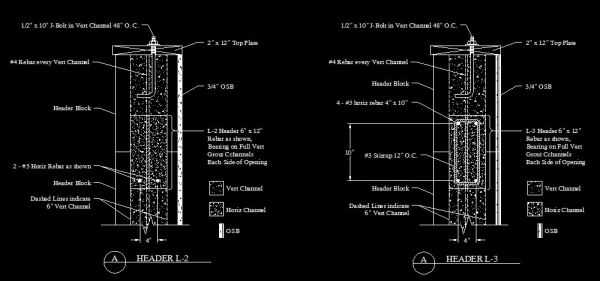 1/2" x 10" J-Bolt in Vert Channel 48" O.C.
2" x 12" Top Plate
#4 Rebar every Vert Channel
3/4" OSB
Header Block
L-2 Header 6" x 12"
Rebar as shown,
Bearing on Full Vert
Grout Cchannels
Each Side of Opening
2 - #3 Horiz Rebar as shown
Header Block
Vert Channel
Dashed Lines indicate
6" Vert Channel
Horiz Channel
OSB
4"
A
HEADER L-2
1/2" x 10" J-Bolt in Vert Channel 48" O.C.
2" x 12" Top Plate
#4 Rebar every Vert Channel
Header Block
3/4" OSB
4 - #3 horiz rebar 4" x 10"
L-3 Header 6" x 12"
Rebar as shown,
Bearing on Full Vert
Grout Cchannels
Each Side of Opening
10"
#3 Stirrup 12" O.C.
Header Block
Vert Channel
Dashed Lines indicate
6" Vert Channel
Horiz Channel
OSB
4"
A
HEADER L-3